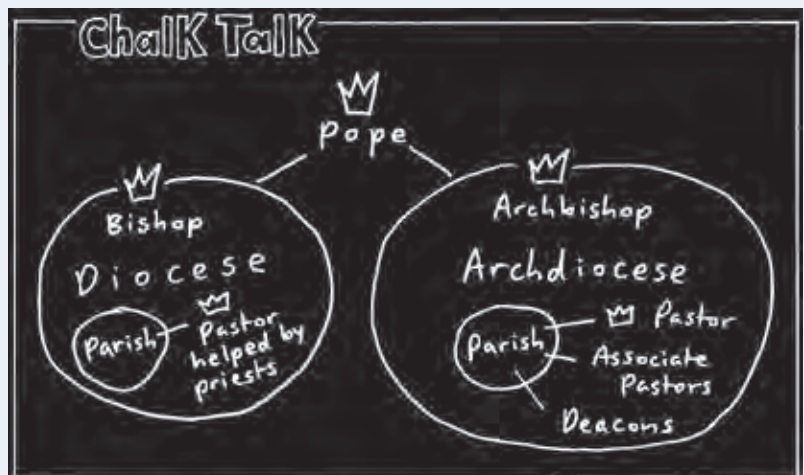 ChalK TalK
Pope
Bishop
Diocese
Parish
Pastor
helped by
priests
Archbishop
Archdiocese
Parish
Pastor
Associate
Pastors
Deacons